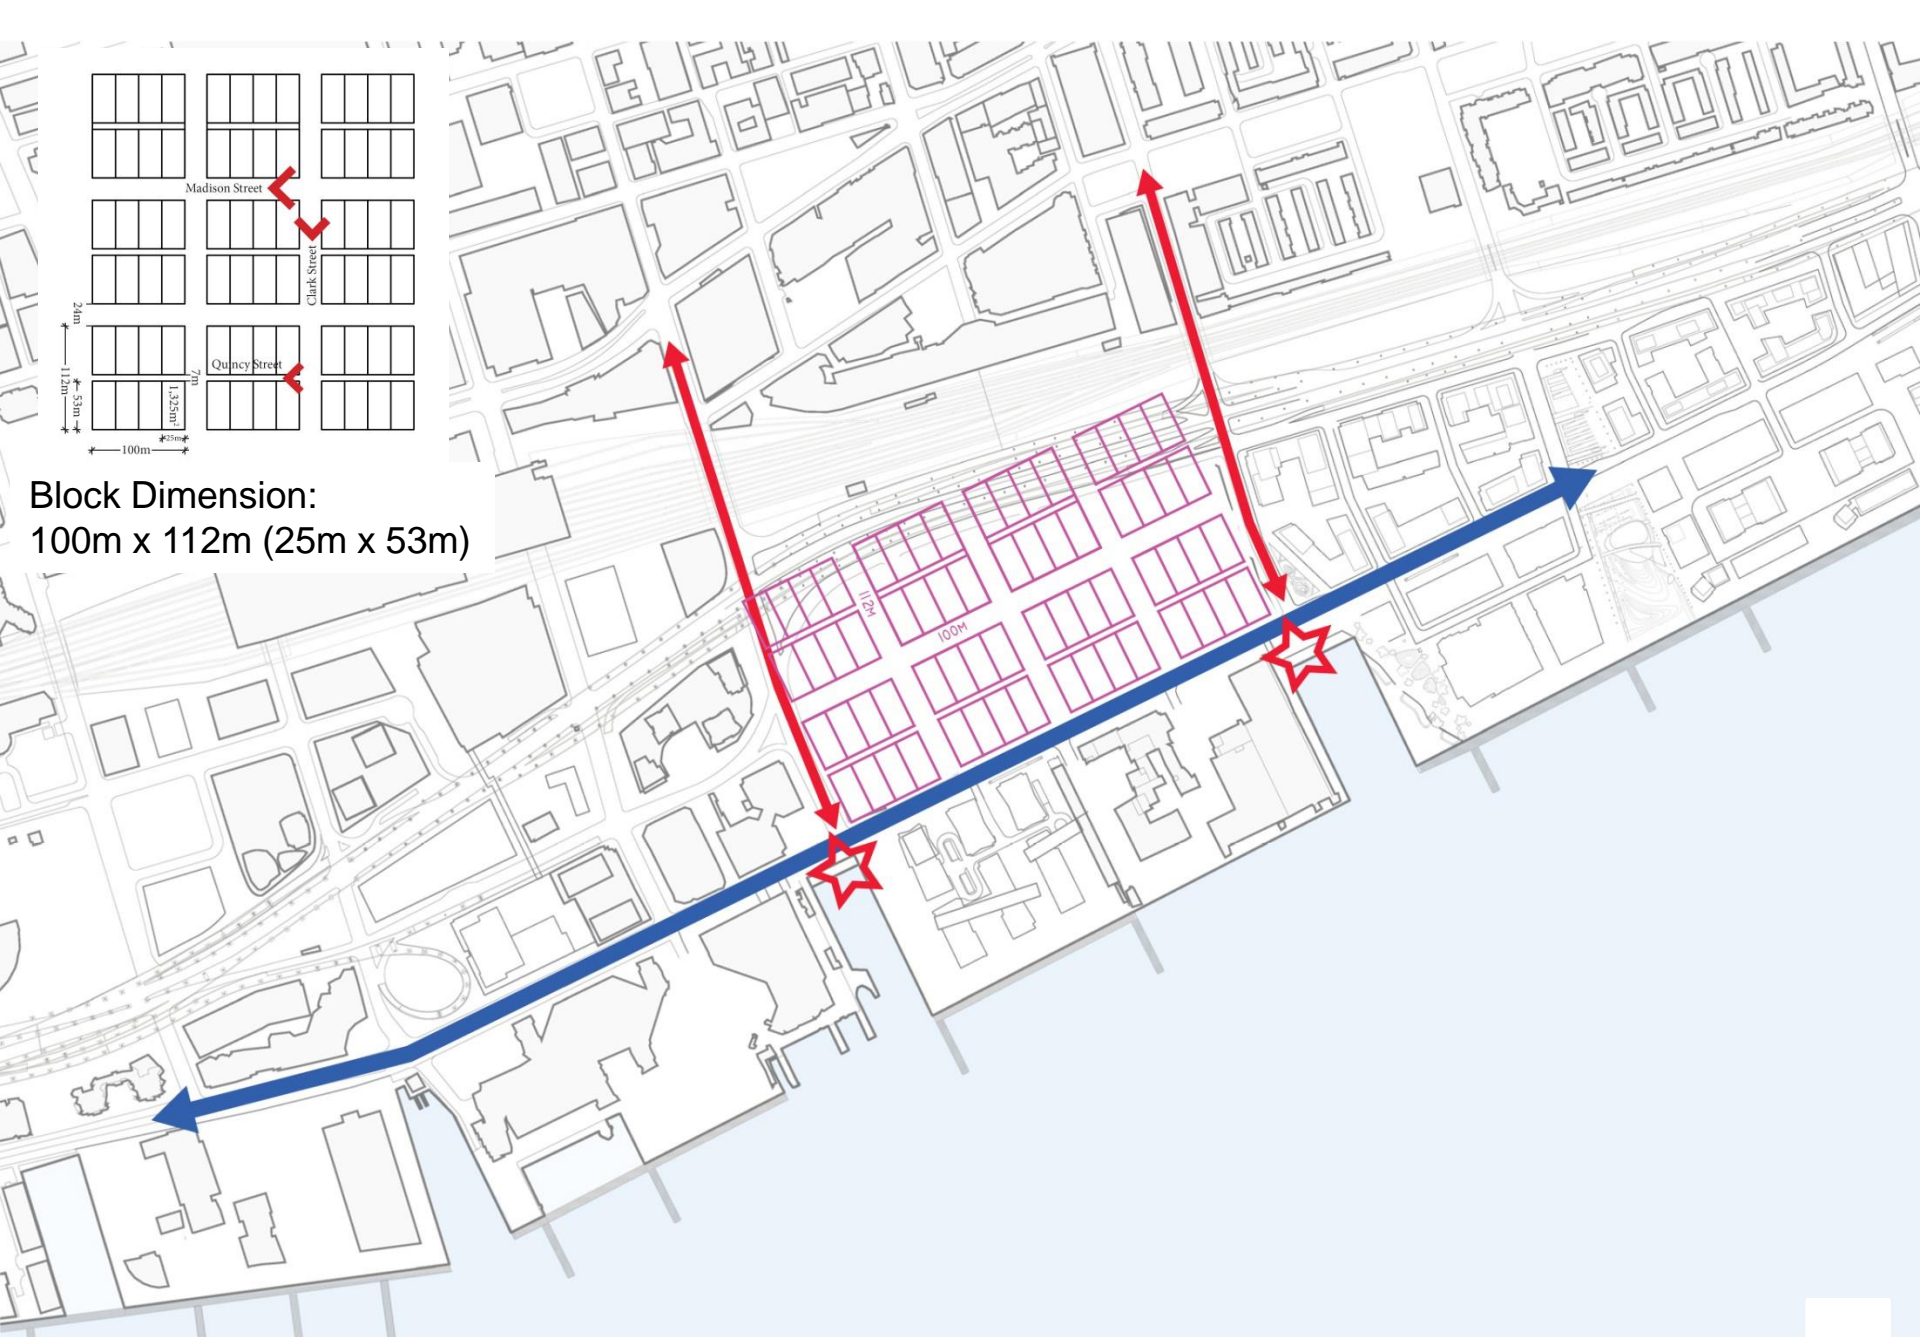 Madison Street
Clark Street
Quincy Street
24m
112m
53m
7m
1,325m²
25m
100m
Block Dimension:
100m x 112m (25m x 53m)
112M
100M